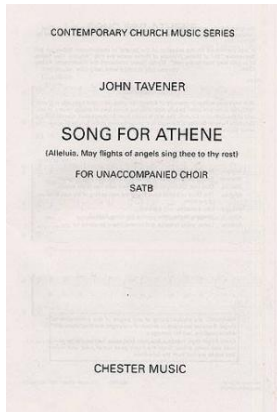 CONTEMPORARY CHURCH MUSIC SERIES
JOHN TAVENER
SONG FOR ATHENE
(Alleluia. May flights of angels sing thee to thy rest)
FOR UNACCOMPANIED CHOIR
SATB
CHESTER MUSIC